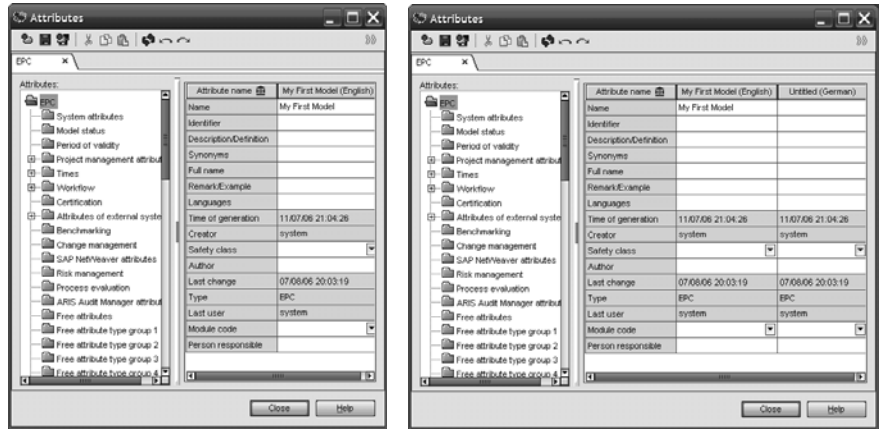 Attributes
EPC
Attributes:
EPC
System attributes
Model status
Period of validity
Project management attribut
Times
Workflow
Certification
Attributes of external syste
Benchmarking
Change management
SAP NetWeaver attributes
Risk management
Process evaluation
ARIS Audit Manager attribut
Free attributes
Free attribute type group 1
Free attribute type group 2
Free attribute type group 3
Free attribute type group 4
Attribute name My First Model (English)
Name My First Model
Identifier
Description/Definition
Synonyms
Full name
Remark/Example
Languages
Time of generation 11/07/06 21:04:26
Creator system
Safety class
Author
Last change 07/08/06 20:03:19
Type EPC
Last user system
Module code
Person responsible
Close Help
Attributes
EPC
Attributes:
EPC
System attributes
Model status
Period of validity
Project management attribut
Times
Workflow
Certification
Attributes of external syste
Benchmarking
Change management
SAP NetWeaver attributes
Risk management
Process evaluation
ARIS Audit Manager attribut
Free attributes
Free attribute type group 1
Free attribute type group 2
Free attribute type group 3
Free attribute type group 4
Attribute name My First Model (English) Untitled (German)
Name My First Model
Identifier
Description/Definition
Synonyms
Full name
Remark/Example
Languages
Time of generation 11/07/06 21:04:26 11/07/06 21:04:26
Creator system system
Safety class
Author
Last change 07/08/06 20:03:19 07/08/06 20:03:19
Type EPC EPC
Last user system system
Module code
Person responsible
Close Help